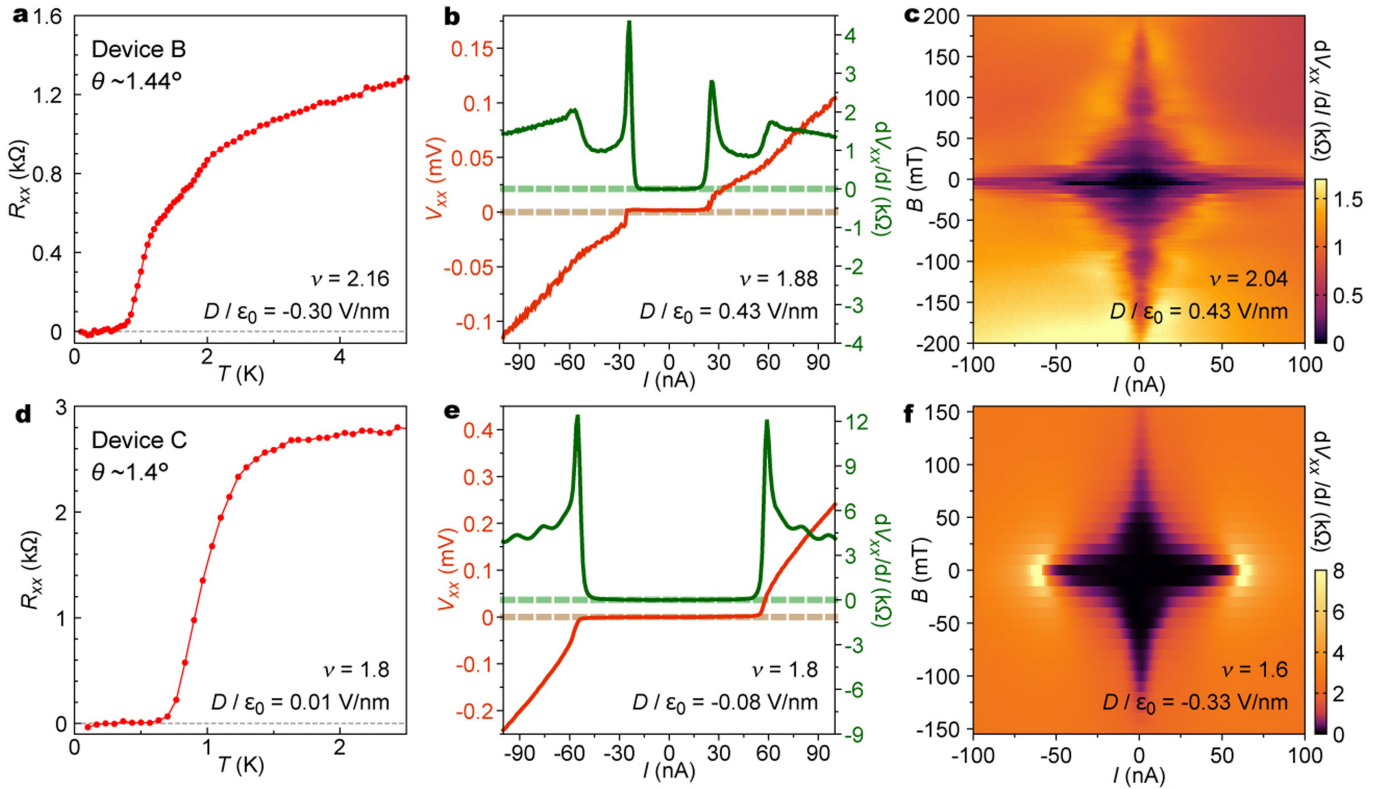 a
1.6
1.2
0.8
0.4
0
R_xx (kΩ)
Device B
θ ~1.44°
ν = 2.16
D / ε₀ = -0.30 V/nm
0 2 4
T (K)
b
0.15
0.1
0.05
0
-0.05
-0.1
V_xx (mV)
4
3
2
1
0
-1
-2
-3
-4
dV_xx/dI (kΩ)
ν = 1.88
D / ε₀ = 0.43 V/nm
-90 -60 -30 0 30 60 90
I (nA)
c
200
150
100
50
0
-50
-100
-150
-200
B (mT)
ν = 2.04
D / ε₀ = 0.43 V/nm
-100 -50 0 50 100
I (nA)
dV_xx /dI (kΩ)
1.5
1
0.5
0
d
3
2
1
0
R_xx (kΩ)
Device C
θ ~1.4°
ν = 1.8
D / ε₀ = 0.01 V/nm
0 1 2
T (K)
e
0.4
0.3
0.2
0.1
0
-0.1
-0.2
V_xx (mV)
12
9
6
3
0
-3
-6
-9
dV_xx/dI (kΩ)
ν = 1.8
D / ε₀ = -0.08 V/nm
-90 -60 -30 0 30 60 90
I (nA)
f
150
100
50
0
-50
-100
-150
B (mT)
ν = 1.6
D / ε₀ = -0.33 V/nm
-100 -50 0 50 100
I (nA)
dV_xx /dI (kΩ)
8
6
4
2
0